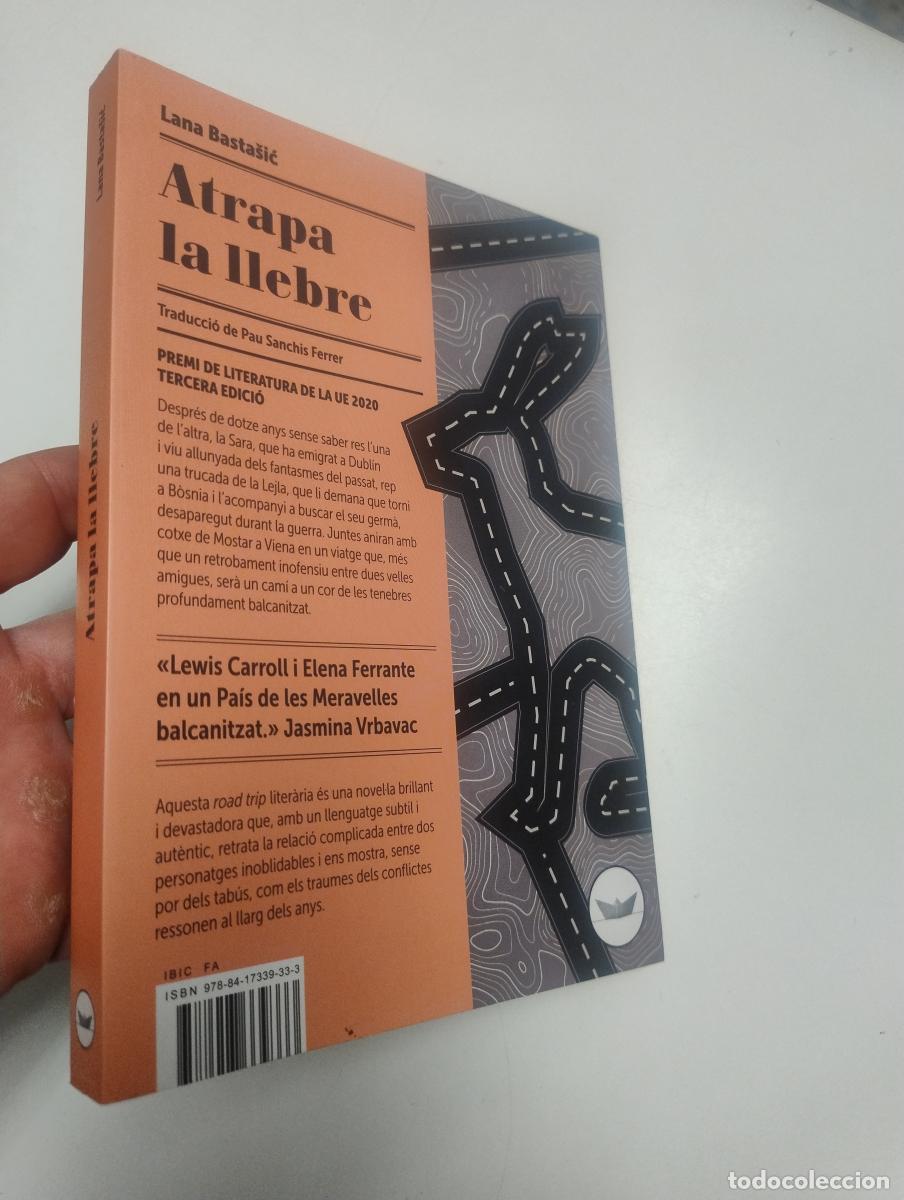 Lana Bastašić
Atrapa la llebre
Lana Bastašić
Atrapa
la llebre
Traducció de Pau Sanchis Ferrer
PREMI DE LITERATURA DE LA UE 2020
TERCERA EDICIÓ
Després de dotze anys sense saber res l'una
de l'altra, la Sara, que ha emigrat a Dublín
i viu allunyada dels fantasmes del passat, rep
una trucada de la Lejla, que li demana que torni
a Bòsnia i l'acompanyi a buscar el seu germà,
desaparegut durant la guerra. Juntes aniran amb
cotxe de Mostar a Viena en un viatge que, més
que un retrobament inofensiu entre dues velles
amigues, serà un camí a un cor de les tenebres
profundament balcanitzat.
«Lewis Carroll i Elena Ferrante
en un País de les Meravelles
balcanitzat.» Jasmina Vrbavac
Aquesta road trip literària és una novel·la brillant
i devastadora que, amb un llenguatge subtil i
autèntic, retrata la relació complicada entre dos
personatges inoblidables i ens mostra, sense
por dels tabús, com els traumes dels conflictes
ressonen al llarg dels anys.
IBIC FA
ISBN 978-84-17339-33-3
todocoleccion